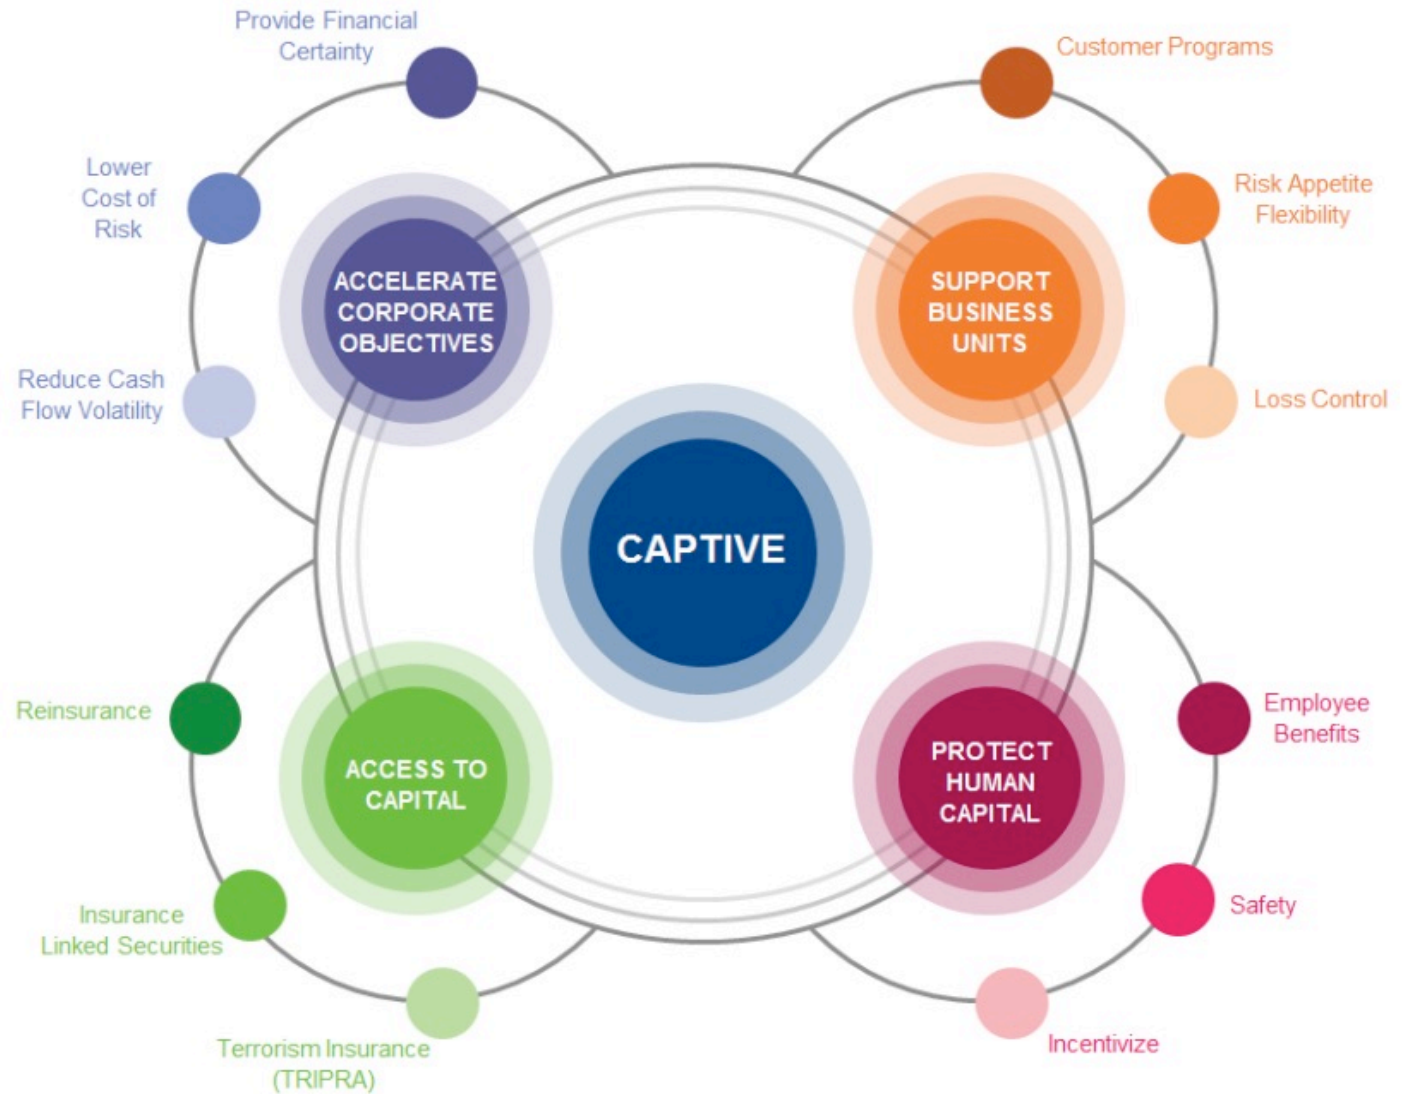 Provide Financial
Certainty
Customer Programs
Lower
Cost of
Risk
Risk Appetite
Flexibility
ACCELERATE
CORPORATE
OBJECTIVES
SUPPORT
BUSINESS
UNITS
Reduce Cash
Flow Volatility
Loss Control
CAPTIVE
Reinsurance
Employee
Benefits
ACCESS TO
CAPITAL
PROTECT
HUMAN
CAPITAL
Insurance
Linked Securities
Safety
Terrorism Insurance
(TRIPRA)
Incentivize